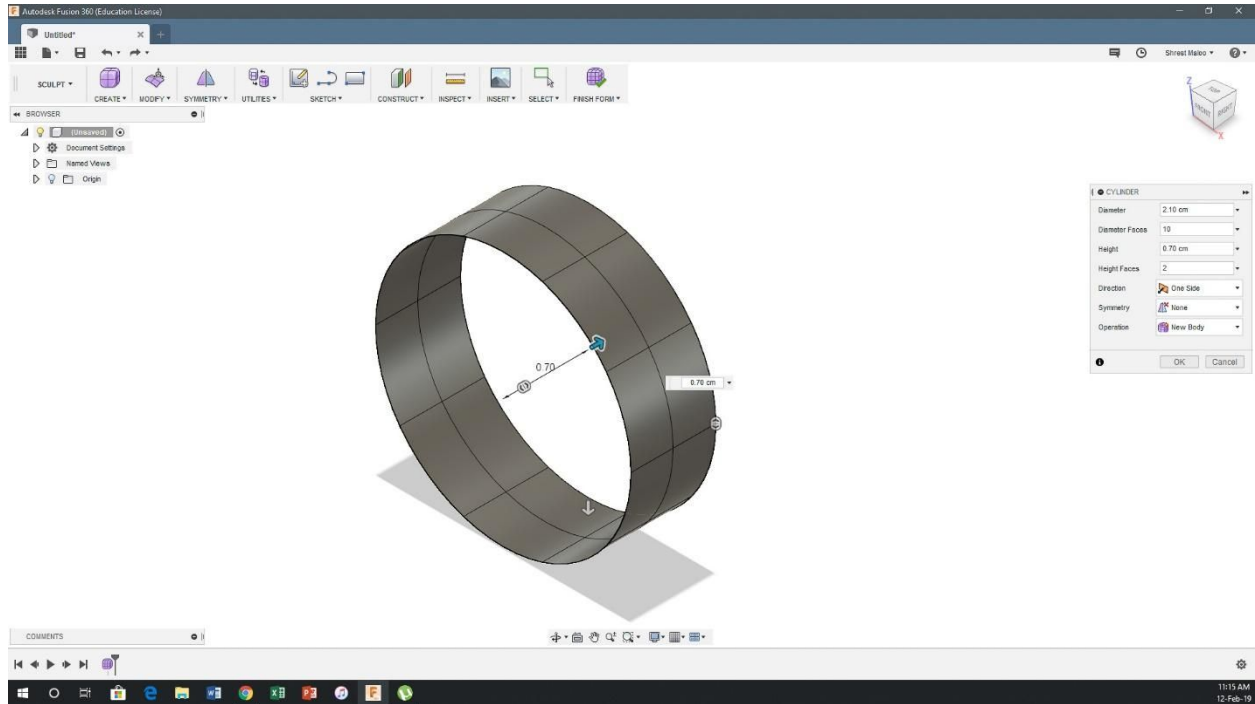 Autodesk Fusion 360 (Education License)
Untitled*
Shrest Maloo
SCULPT
CREATE
MODIFY
SYMMETRY
UTILITIES
SKETCH
CONSTRUCT
INSPECT
INSERT
SELECT
FINISH FORM
BROWSER
(Unsaved)
Document Settings
Named Views
Origin
Z
TOP
FRONT
RIGHT
X
CYLINDER
Diameter 2.10 cm
Diameter Faces 10
Height 0.70 cm
Height Faces 2
Direction One Side
Symmetry None
Operation New Body
OK Cancel
0.70
0.70 cm
COMMENTS
11:15 AM
12-Feb-19